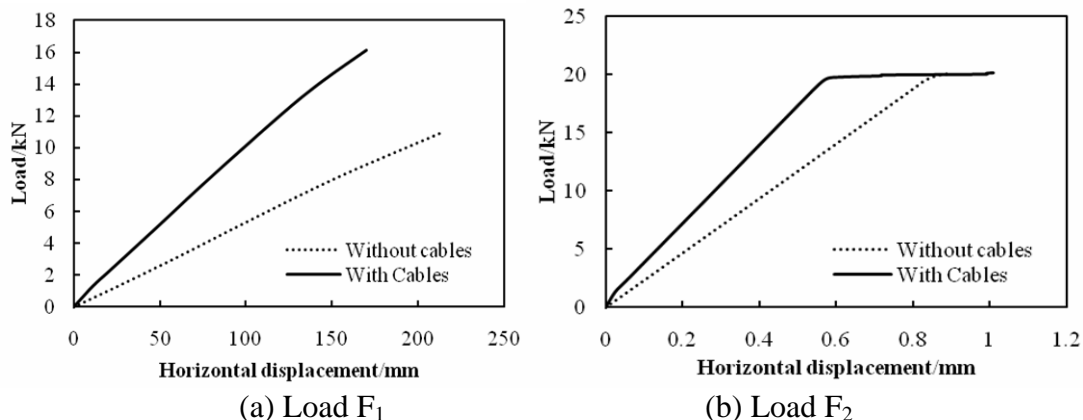 Load/kN
18
16
14
12
10
8
6
4
2
0
0 50 100 150 200 250
Without cables
With Cables
Horizontal displacement/mm
(a) Load F₁
Load/kN
25
20
15
10
5
0
0 0.2 0.4 0.6 0.8 1 1.2
Without cables
With Cables
Horizontal displacement/mm
(b) Load F₂